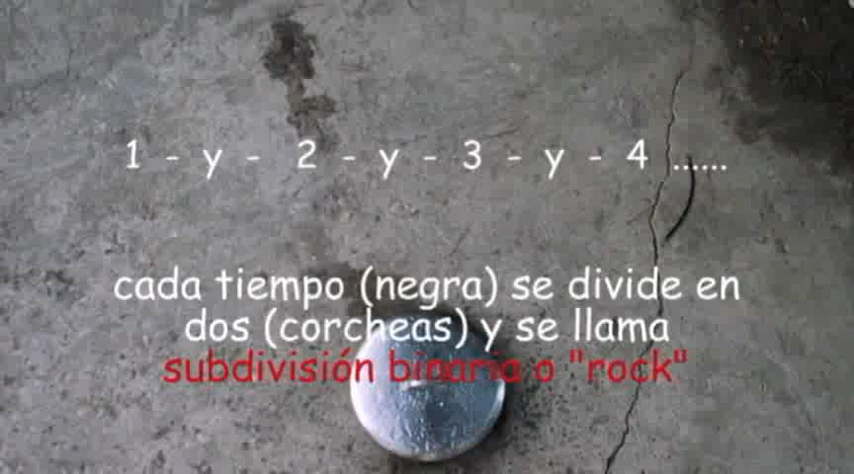 1 - y - 2 - y - 3 - y - 4 ......
cada tiempo (negra) se divide en
dos (corcheas) y se llama
subdivisión binaria o "rock"